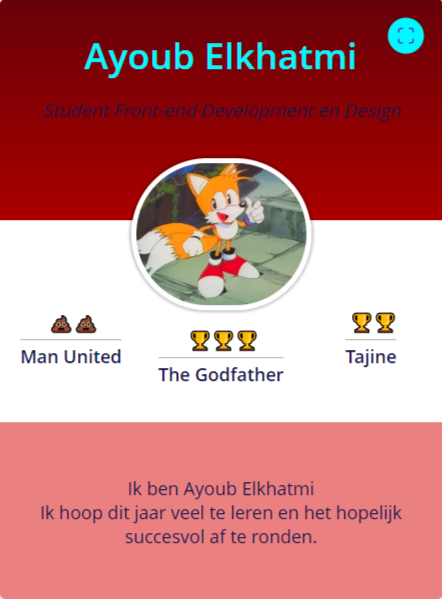 Ayoub Elkhatmi
Student Front-end Development en Design
Man United
The Godfather
Tajine
Ik ben Ayoub Elkhatmi
Ik hoop dit jaar veel te leren en het hopelijk
succesvol af te ronden.